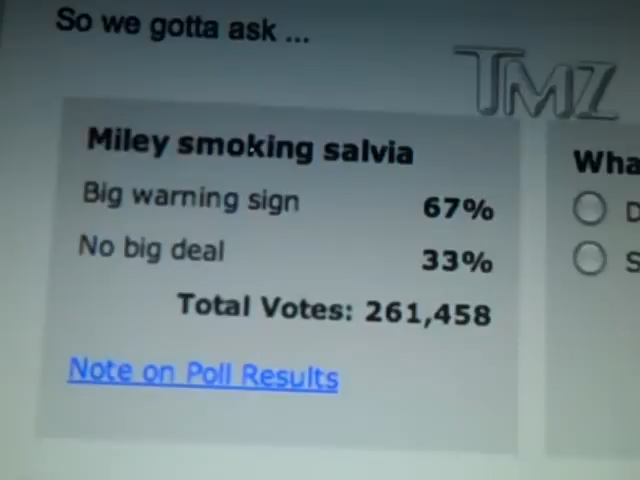 So we gotta ask ...
TMZ
Miley smoking salvia
Big warning sign 67%
No big deal 33%
Total Votes: 261,458
Note on Poll Results
Wha
D
S